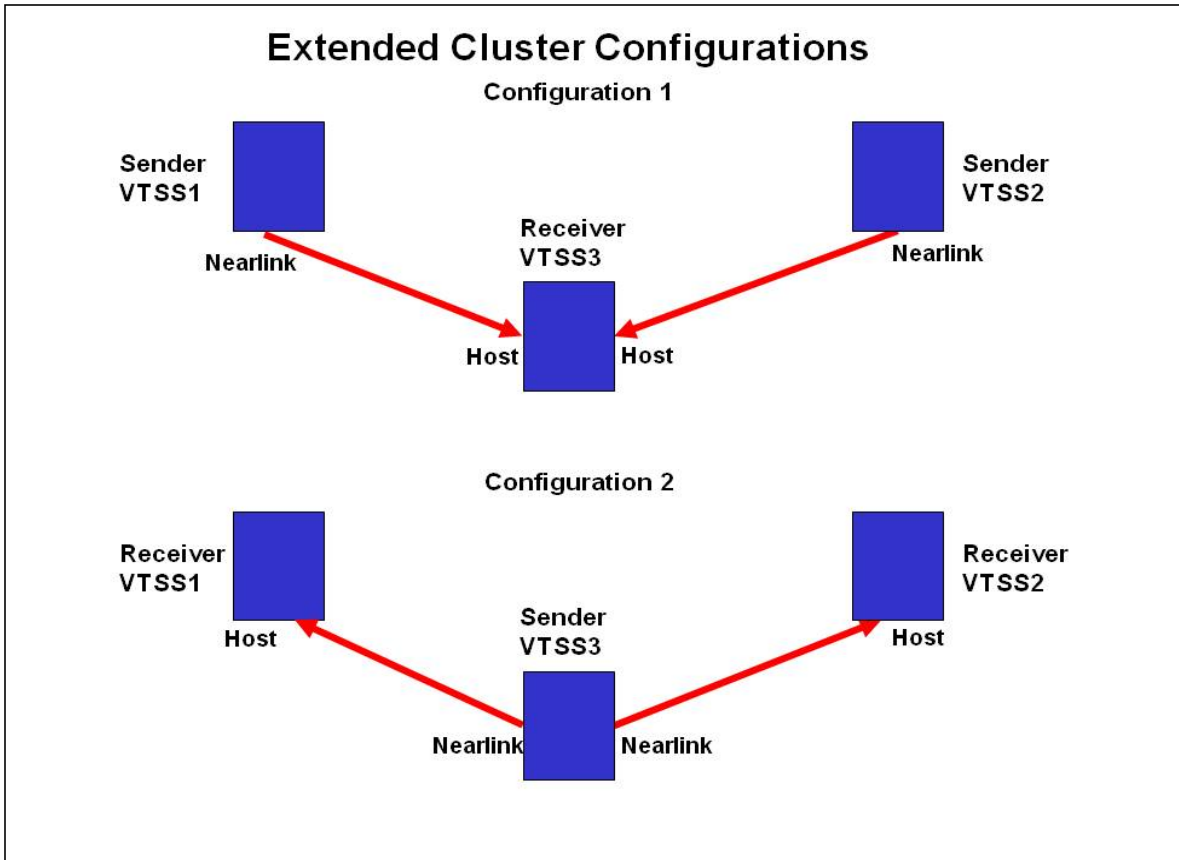 Extended Cluster Configurations
Configuration 1
Sender
VTSS1
Sender
VTSS2
Receiver
VTSS3
Nearlink
Nearlink
Host
Host
Configuration 2
Receiver
VTSS1
Receiver
VTSS2
Sender
VTSS3
Host
Host
Nearlink
Nearlink